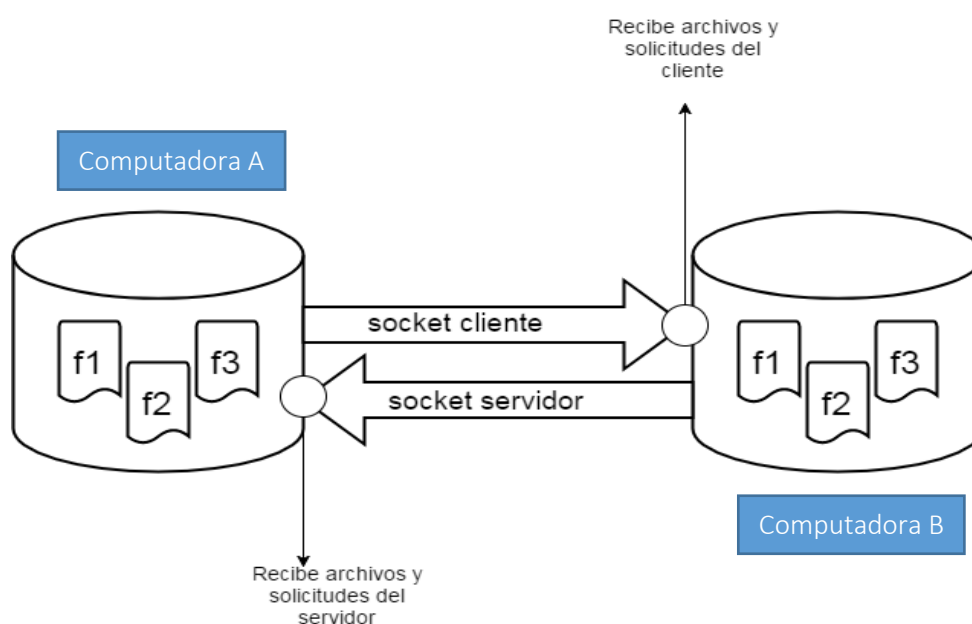 Recibe archivos y
solicitudes del
cliente
Computadora A
socket cliente
f1
f3
f2
f1
f3
f2
socket servidor
Computadora B
Recibe archivos y
solicitudes del
servidor